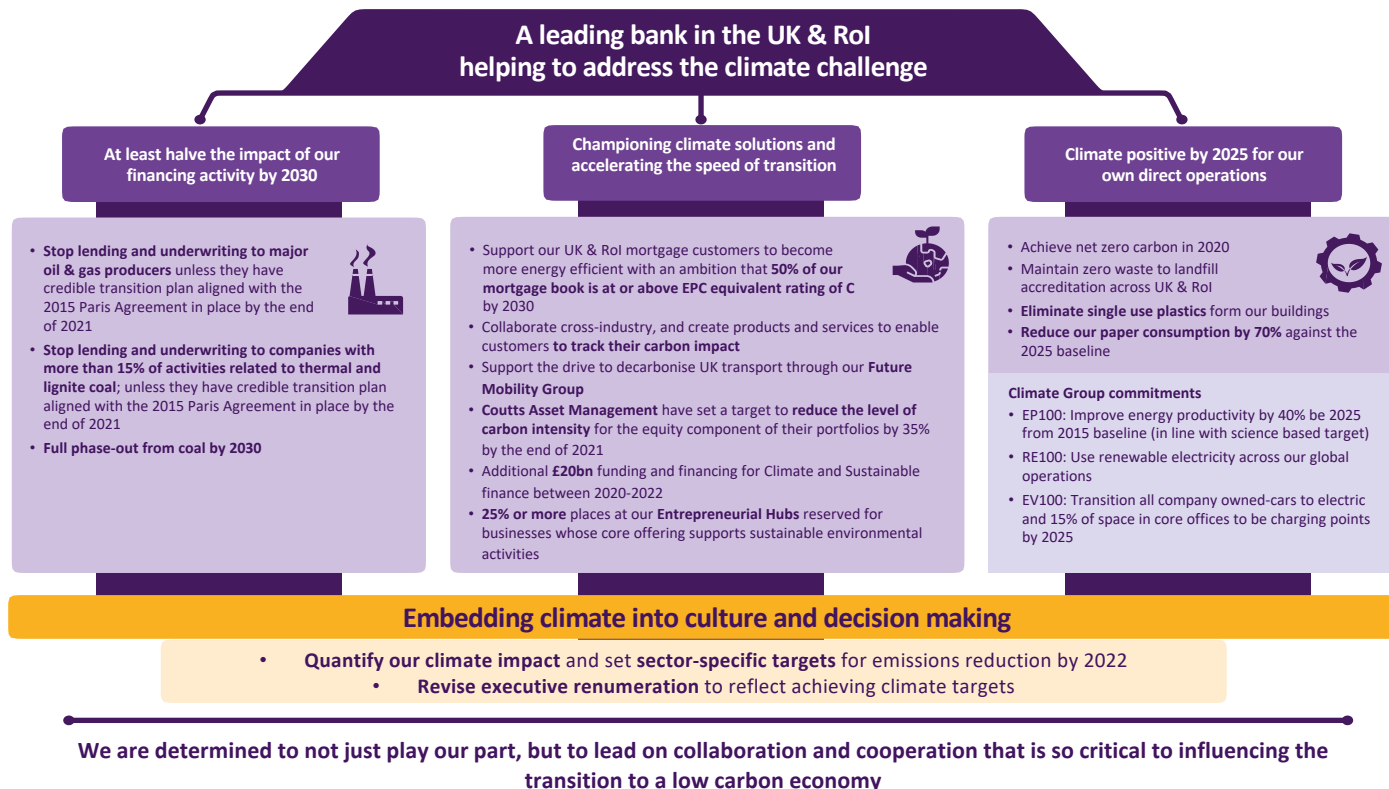 A leading bank in the UK & RoI
helping to address the climate challenge
At least halve the impact of our
financing activity by 2030
• Stop lending and underwriting to major
oil & gas producers unless they have
credible transition plan aligned with the
2015 Paris Agreement in place by the end
of 2021
• Stop lending and underwriting to companies with
more than 15% of activities related to thermal and
lignite coal; unless they have credible transition plan
aligned with the 2015 Paris Agreement in place by the
end of 2021
• Full phase-out from coal by 2030
Championing climate solutions and
accelerating the speed of transition
• Support our UK & RoI mortgage customers to become
more energy efficient with an ambition that 50% of our
mortgage book is at or above EPC equivalent rating of C
by 2030
• Collaborate cross-industry, and create products and services to enable
customers to track their carbon impact
• Support the drive to decarbonise UK transport through our Future
Mobility Group
• Coutts Asset Management have set a target to reduce the level of
carbon intensity for the equity component of their portfolios by 35%
by the end of 2021
• Additional £20bn funding and financing for Climate and Sustainable
finance between 2020-2022
• 25% or more places at our Entrepreneurial Hubs reserved for
businesses whose core offering supports sustainable environmental
activities
Climate positive by 2025 for our
own direct operations
• Achieve net zero carbon in 2020
• Maintain zero waste to landfill
accreditation across UK & RoI
• Eliminate single use plastics form our buildings
• Reduce our paper consumption by 70% against the
2025 baseline
Climate Group commitments
• EP100: Improve energy productivity by 40% be 2025
from 2015 baseline (in line with science based target)
• RE100: Use renewable electricity across our global
operations
• EV100: Transition all company owned-cars to electric
and 15% of space in core offices to be charging points
by 2025
Embedding climate into culture and decision making
• Quantify our climate impact and set sector-specific targets for emissions reduction by 2022
• Revise executive renumeration to reflect achieving climate targets
We are determined to not just play our part, but to lead on collaboration and cooperation that is so critical to influencing the
transition to a low carbon economy